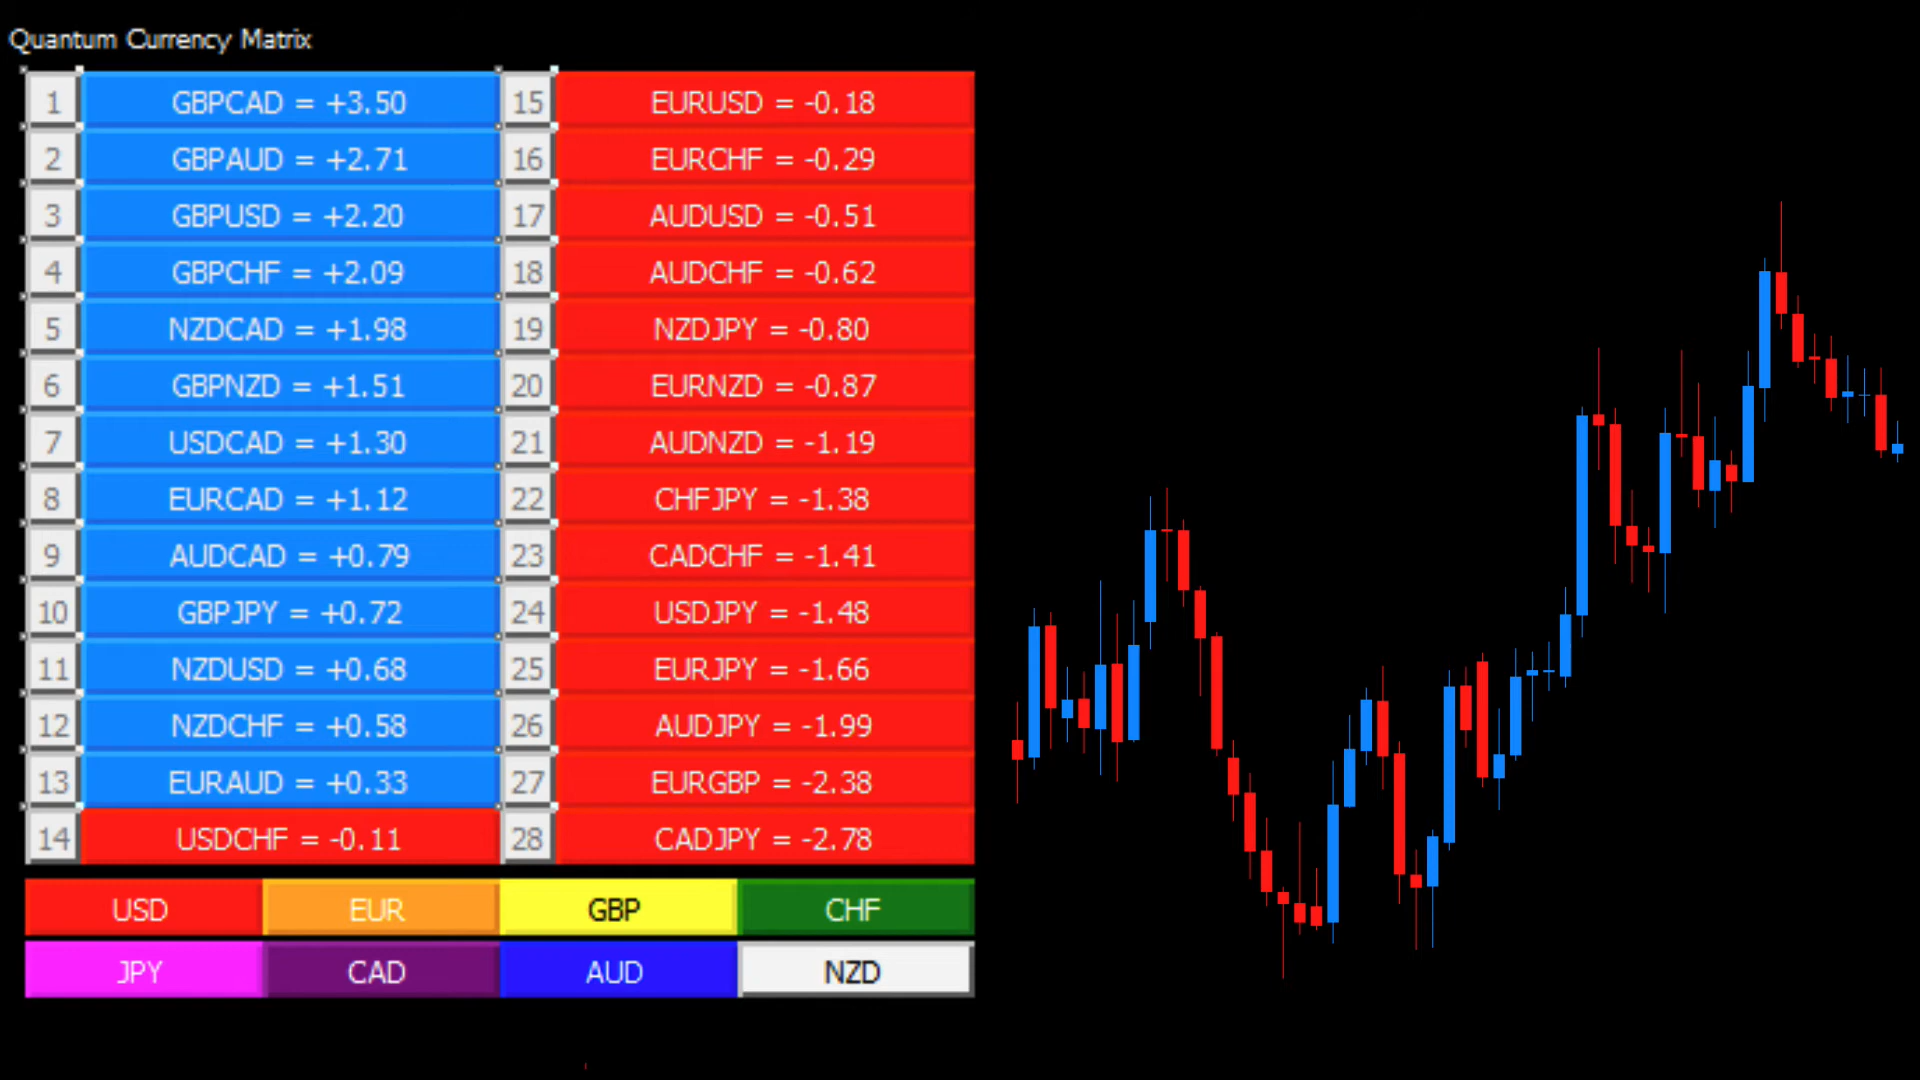 Quantum Currency Matrix
1 GBPCAD = +3.50
2 GBPAUD = +2.71
3 GBPUSD = +2.20
4 GBPCHF = +2.09
5 NZDCAD = +1.98
6 GBPNZD = +1.51
7 USDCAD = +1.30
8 EURCAD = +1.12
9 AUDCAD = +0.79
10 GBPJPY = +0.72
11 NZDUSD = +0.68
12 NZDCHF = +0.58
13 EURAUD = +0.33
14 USDCHF = -0.11
15 EURUSD = -0.18
16 EURCHF = -0.29
17 AUDUSD = -0.51
18 AUDCHF = -0.62
19 NZDJPY = -0.80
20 EURNZD = -0.87
21 AUDNZD = -1.19
22 CHFJPY = -1.38
23 CADCHF = -1.41
24 USDJPY = -1.48
25 EURJPY = -1.66
26 AUDJPY = -1.99
27 EURGBP = -2.38
28 CADJPY = -2.78
USD EUR GBP CHF
JPY CAD AUD NZD